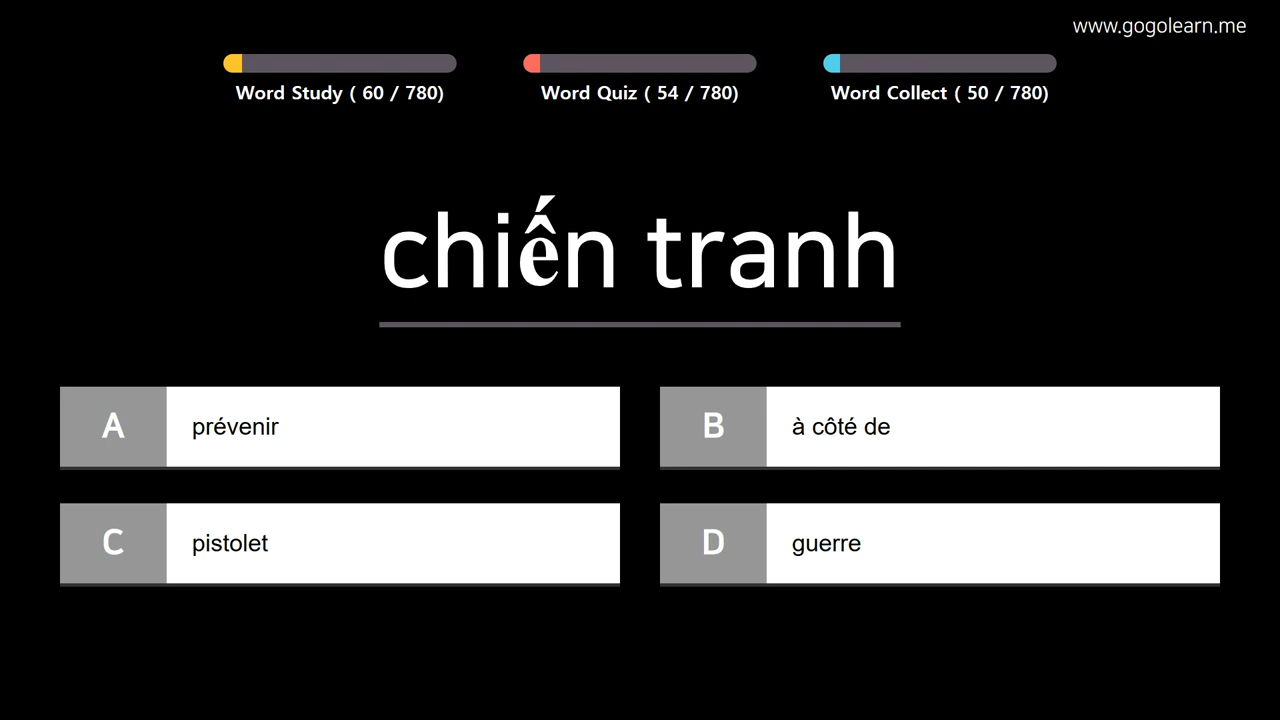 www.gogolearn.me
Word Study ( 60 / 780)
Word Quiz ( 54 / 780)
Word Collect ( 50 / 780)
chiến tranh
A prévenir
B à côté de
C pistolet
D guerre